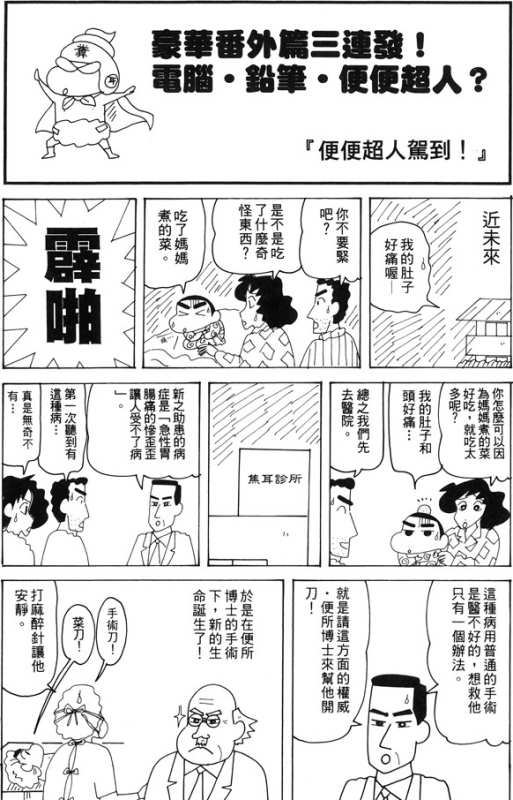 糞
豪華番外篇三連發！
電腦・鉛筆・便便超人？
『便便超人駕到！』
近未來
我的肚子
好痛喔──
你不要緊
吧？
是不是吃
了什麼奇
怪東西？
吃了媽媽
煮的菜。
霹
啪
你怎麼可以因
為媽媽煮的菜
好吃，就吃太
多呢？
我的肚子和
頭好痛…
總之我們先
去醫院。
焦耳診所
新之助患的病
症是「急性胃
腸痛的慘歪歪
讓人受不了病
」。
第一次聽到有
這種病…
真是無奇不
有…
這種病用普通的手術
是醫不好的，想救他
只有一個辦法。
就是請這方面的權威
・便所博士來幫他開
刀！
於是在便所
博士的手術
下，新的生
命誕生了！
手術刀！
菜刀！
打麻醉針讓他
安靜。